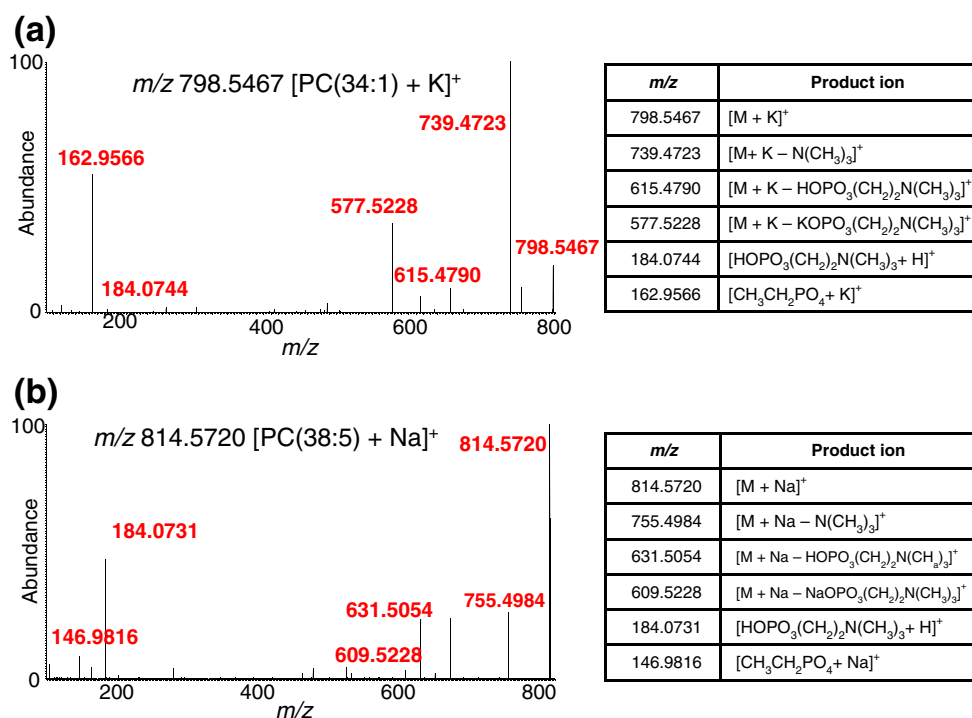 (a)
100
m/z 798.5467 [PC(34:1) + K]+
739.4723
162.9566
577.5228
798.5467
615.4790
184.0744
Abundance
0
200
600
800
m/z
m/z Product ion
798.5467 [M + K]+
739.4723 [M+ K – N(CH3)3]+
615.4790 [M + K – HOPO3(CH2)2N(CH3)3]+
577.5228 [M + K – KOPO3(CH2)2N(CH3)3]+
184.0744 [HOPO3(CH2)2N(CH3)3+ H]+
162.9566 [CH3CH2PO4+ K]+
(b)
100
m/z 814.5720 [PC(38:5) + Na]+
814.5720
184.0731
631.5054
755.4984
146.9816
609.5228
Abundance
0
200
400
600
800
m/z
m/z Product ion
814.5720 [M + Na]+
755.4984 [M + Na – N(CH3)3]+
631.5054 [M + Na – HOPO3(CH2)2N(CHa)3]+
609.5228 [M + Na – NaOPO3(CH2)2N(CH3)3]+
184.0731 [HOPO3(CH2)2N(CH3)3+ H]+
146.9816 [CH3CH2PO4+ Na]+